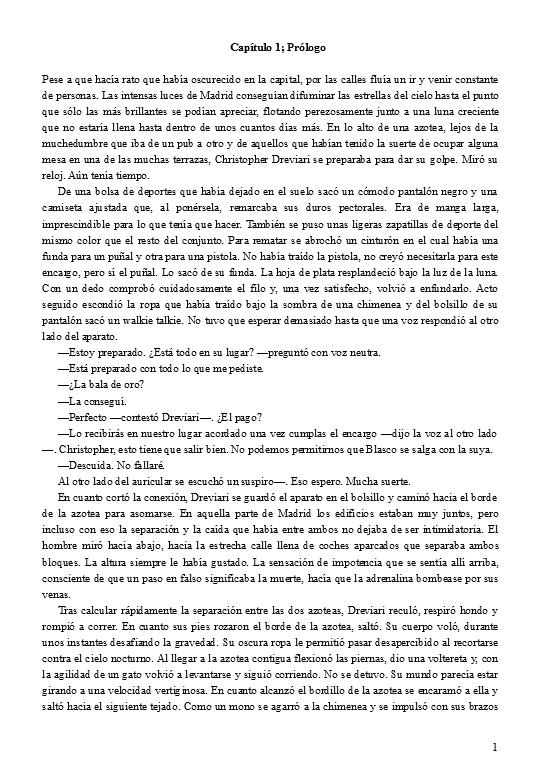 Capítulo 1; Prólogo
Pese a que hacía rato que había oscurecido en la capital, por las calles fluía un ir y venir constante
de personas. Las intensas luces de Madrid conseguían difuminar las estrellas del cielo hasta el punto
que sólo las más brillantes se podían apreciar, flotando perezosamente junto a una luna creciente
que no estaría llena hasta dentro de unos cuantos días más. En lo alto de una azotea, lejos de la
muchedumbre que iba de un pub a otro y de aquellos que habían tenido la suerte de ocupar alguna
mesa en una de las muchas terrazas, Christopher Dreviari se preparaba para dar su golpe. Miró su
reloj. Aún tenía tiempo.
De una bolsa de deportes que había dejado en el suelo sacó un cómodo pantalón negro y una
camiseta ajustada que, al ponérsela, remarcaba sus duros pectorales. Era de manga larga,
imprescindible para lo que tenía que hacer. También se puso unas ligeras zapatillas de deporte del
mismo color que el resto del conjunto. Para rematar se abrochó un cinturón en el cual había una
funda para un puñal y otra para una pistola. No había traído la pistola, no creyó necesitarla para este
encargo, pero sí el puñal. Lo sacó de su funda. La hoja de plata resplandeció bajo la luz de la luna.
Con un dedo comprobó cuidadosamente el filo y, una vez satisfecho, volvió a enfundarlo. Acto
seguido escondió la ropa que había traído bajo la sombra de una chimenea y del bolsillo de su
pantalón sacó un walkie talkie. No tuvo que esperar demasiado hasta que una voz respondió al otro
lado del aparato.
—Estoy preparado. ¿Está todo en su lugar? —preguntó con voz neutra.
—Está preparado con todo lo que me pediste.
—¿La bala de oro?
—La conseguí.
—Perfecto —contestó Dreviari—. ¿El pago?
—Lo recibirás en nuestro lugar acordado una vez cumplas el encargo —dijo la voz al otro lado
—. Christopher, esto tiene que salir bien. No podemos permitirnos que Blasco se salga con la suya.
—Descuida. No fallaré.
Al otro lado del auricular se escuchó un suspiro—. Eso espero. Mucha suerte.
En cuanto cortó la conexión, Dreviari se guardó el aparato en el bolsillo y caminó hacia el borde
de la azotea para asomarse. En aquella parte de Madrid los edificios estaban muy juntos, pero
incluso con eso la separación y la caída que había entre ambos no dejaba de ser intimidatoria. El
hombre miró hacia abajo, hacia la estrecha calle llena de coches aparcados que separaba ambos
bloques. La altura siempre le había gustado. La sensación de impotencia que se sentía allí arriba,
consciente de que un paso en falso significaba la muerte, hacía que la adrenalina bombease por sus
venas.
Tras calcular rápidamente la separación entre las dos azoteas, Dreviari reculó, respiró hondo y
rompió a correr. En cuanto sus pies rozaron el borde de la azotea, saltó. Su cuerpo voló, durante
unos instantes desafiando la gravedad. Su oscura ropa le permitió pasar desapercibido al recortarse
contra el cielo nocturno. Al llegar a la azotea contigua flexionó las piernas, dio una voltereta y, con
la agilidad de un gato volvió a levantarse y siguió corriendo. No se detuvo. Su mundo parecía estar
girando a una velocidad vertiginosa. En cuanto alcanzó el bordillo de la azotea se encaramó a ella y
saltó hacia el siguiente tejado. Como un mono se agarró a la chimenea y se impulsó con sus brazos
1